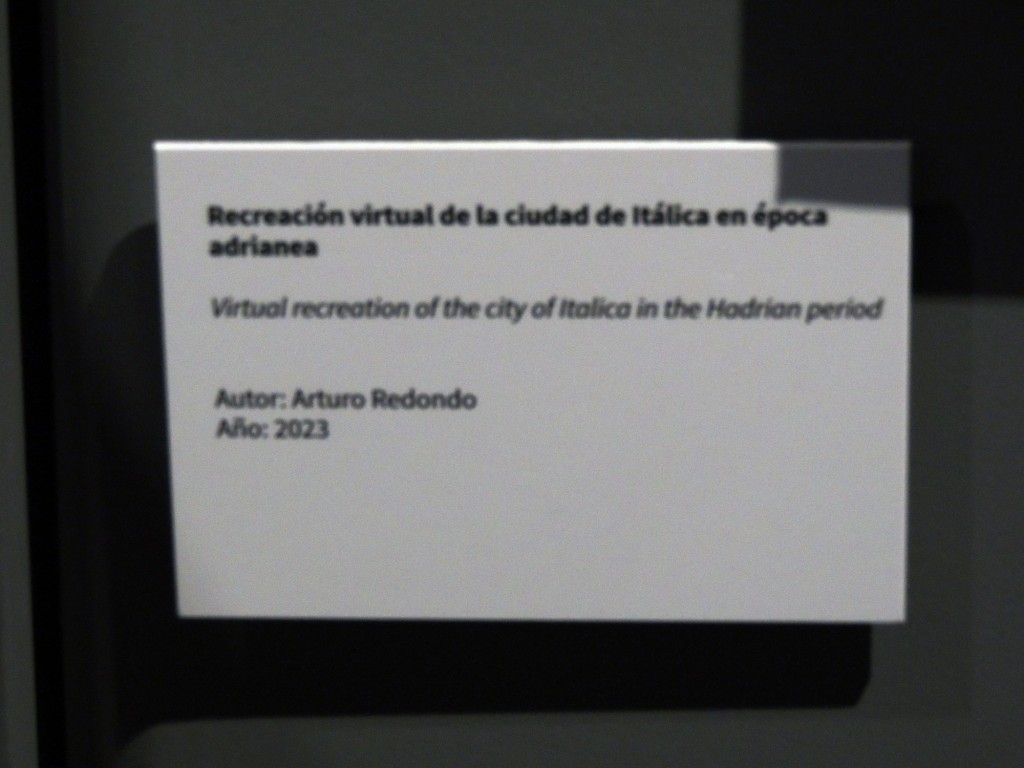 Recreación virtual de la ciudad de Itálica en época
adrianea
Virtual recreation of the city of Italica in the Hadrian period
Autor: Arturo Redondo
Año: 2023